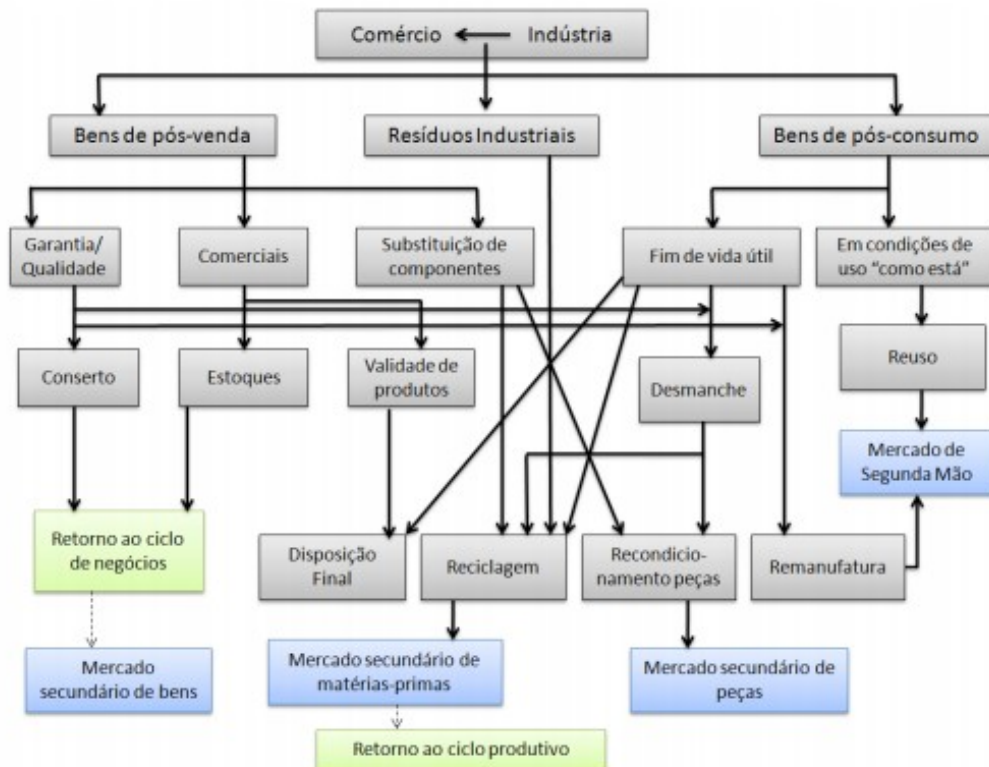 Comércio Indústria
Bens de pós-venda
Resíduos Industriais
Bens de pós-consumo
Garantia/
Qualidade
Comerciais
Substituição de
componentes
Fim de vida útil
Em condições de
uso "como está"
Conserto
Estoques
Validade de
produtos
Desmanche
Reuso
Mercado de
Segunda Mão
Retorno ao ciclo
de negócios
Disposição
Final
Reciclagem
Recondicio-
namento peças
Remanufatura
Mercado
secundário de bens
Mercado secundário de
matérias-primas
Mercado secundário de
peças
Retorno ao ciclo produtivo